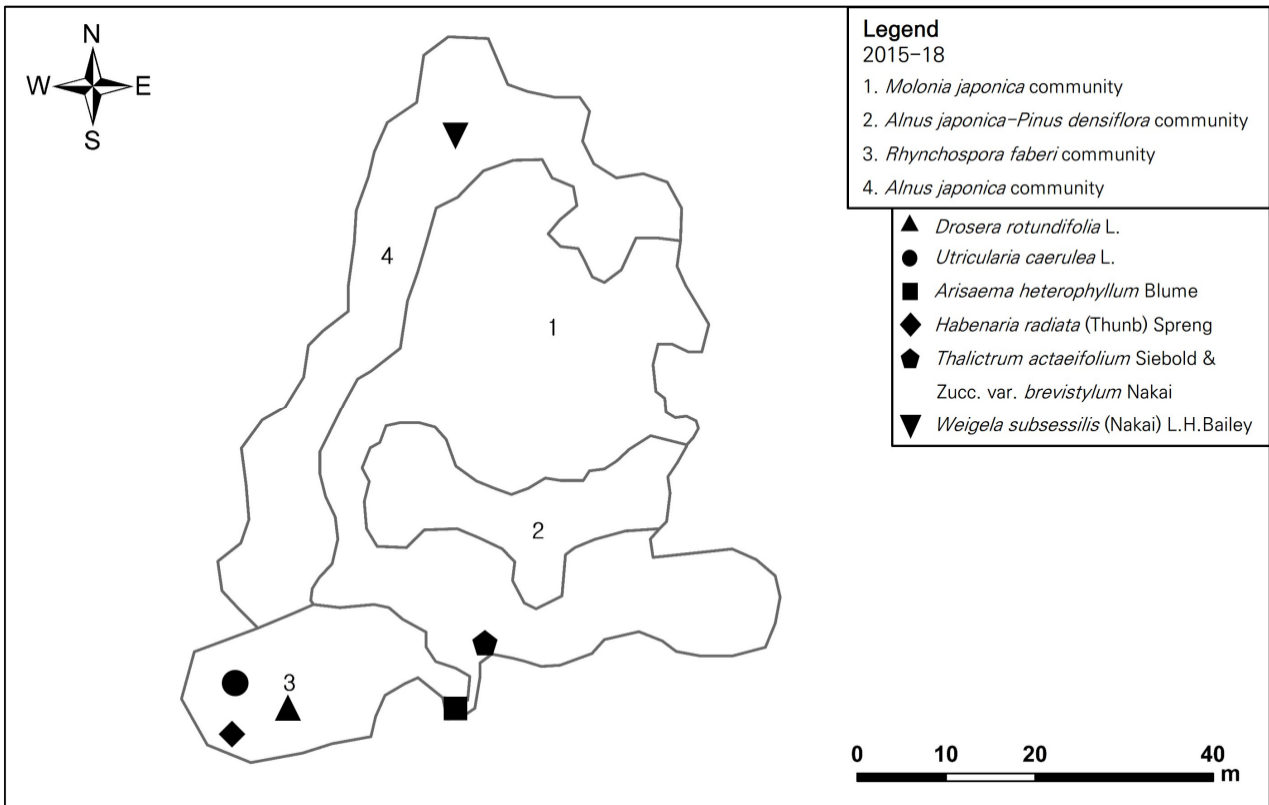 N
W E
S
Legend
2015-18
1. Molonia japonica community
2. Alnus japonica-Pinus densiflora community
3. Rhynchospora faberi community
4. Alnus japonica community
Drosera rotundifolia L.
Utricularia caerulea L.
Arisaema heterophyllum Blume
Habenaria radiata (Thunb) Spreng
Thalictrum actaeifolium Siebold &
Zucc. var. brevistylum Nakai
Weigela subsessilis (Nakai) L.H.Bailey
4
1
2
3
0 10 20 40
m